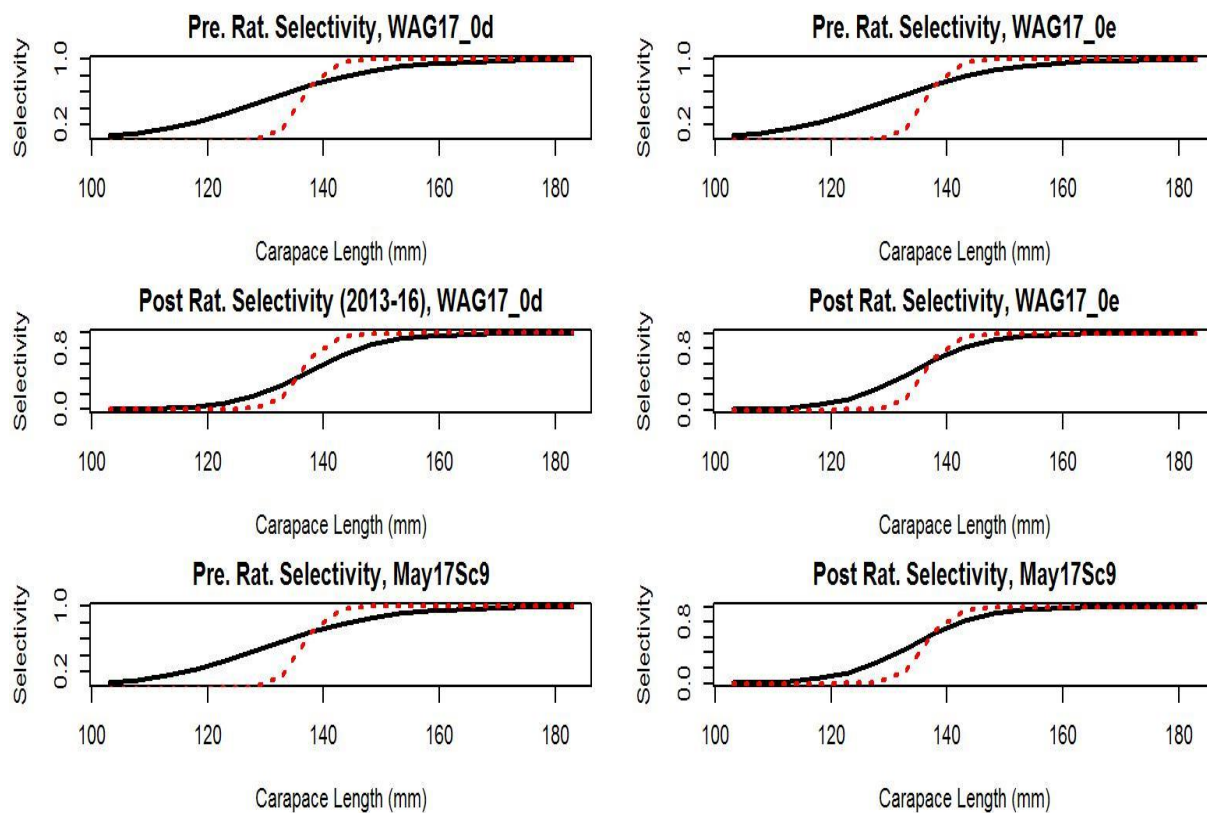 Pre. Rat. Selectivity, WAG17_0d
Selectivity
0.2 1.0
100 120 140 160 180
Carapace Length (mm)
Pre. Rat. Selectivity, WAG17_0e
Selectivity
0.2 1.0
100 120 140 160 180
Carapace Length (mm)
Post Rat. Selectivity (2013-16), WAG17_0d
Selectivity
0.0 0.8
100 120 140 160 180
Carapace Length (mm)
Post Rat. Selectivity, WAG17_0e
Selectivity
0.0 0.8
100 120 140 160 180
Carapace Length (mm)
Pre. Rat. Selectivity, May17Sc9
Selectivity
0.2 1.0
100 120 140 160 180
Carapace Length (mm)
Post Rat. Selectivity, May17Sc9
Selectivity
0.0 0.8
100 120 140 160 180
Carapace Length (mm)